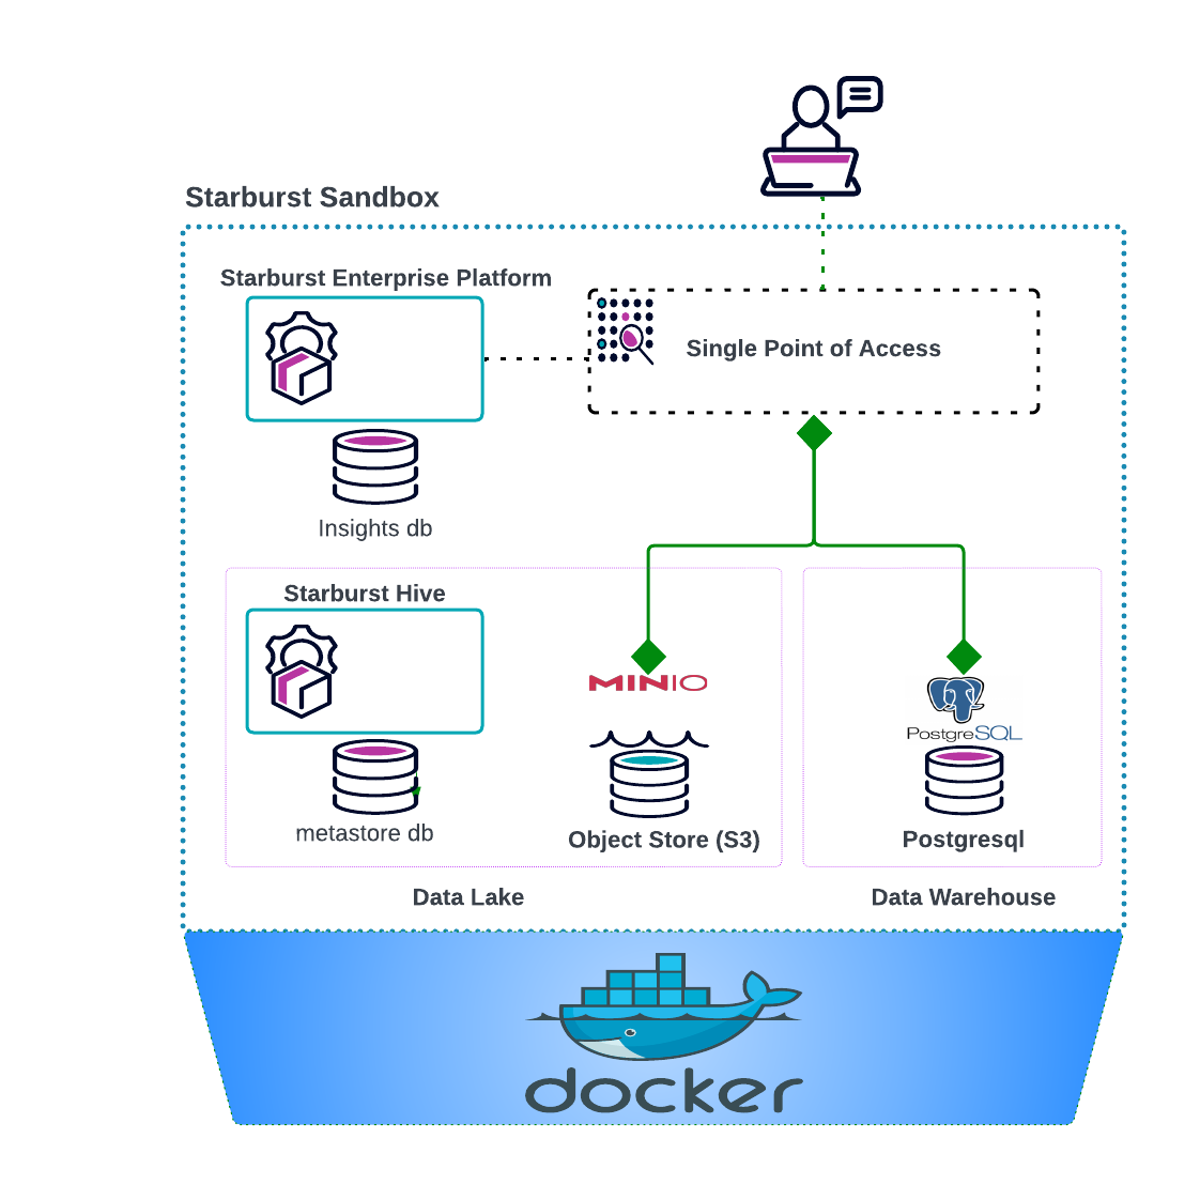 Starburst Sandbox
Starburst Enterprise Platform
Single Point of Access
Insights db
Starburst Hive
MINIO
PostgreSQL
metastore db
Object Store (S3)
Postgresql
Data Lake
Data Warehouse
docker